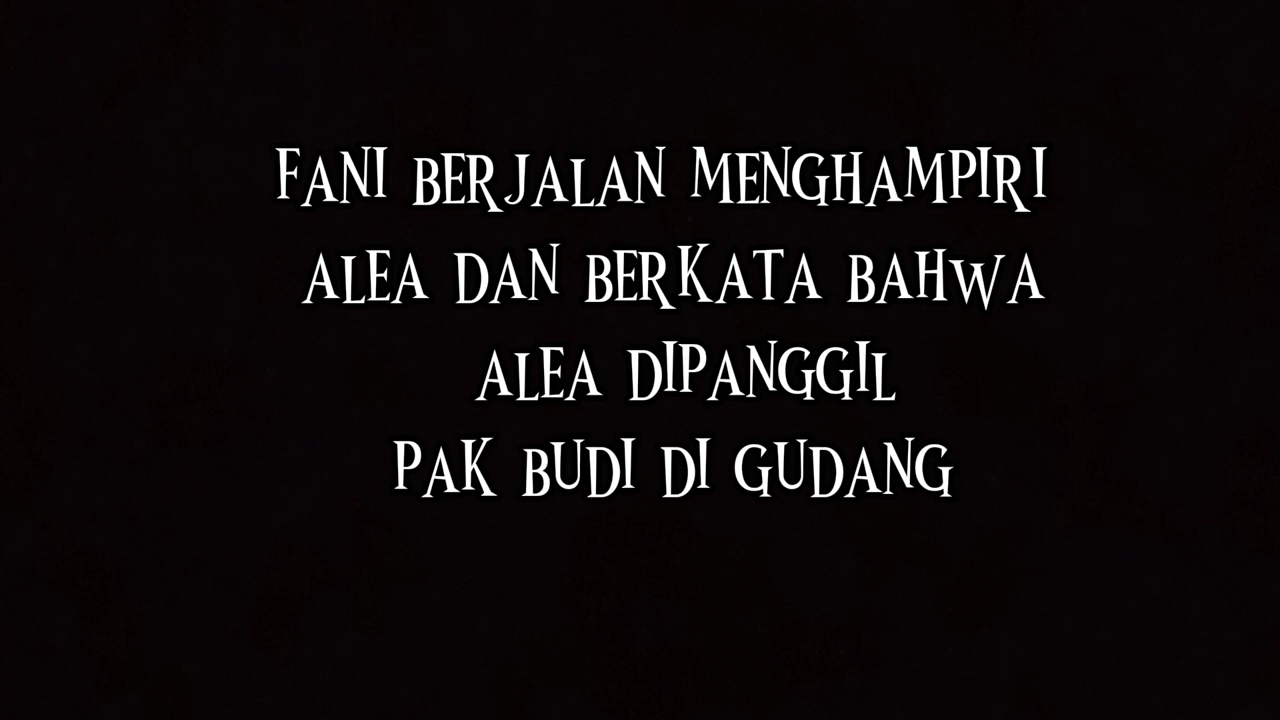 FANI BERJALAN MENGHAMPIRI
ALEA DAN BERKATA BAHWA
ALEA DIPANGGIL
PAK BUDI DI GUDANG